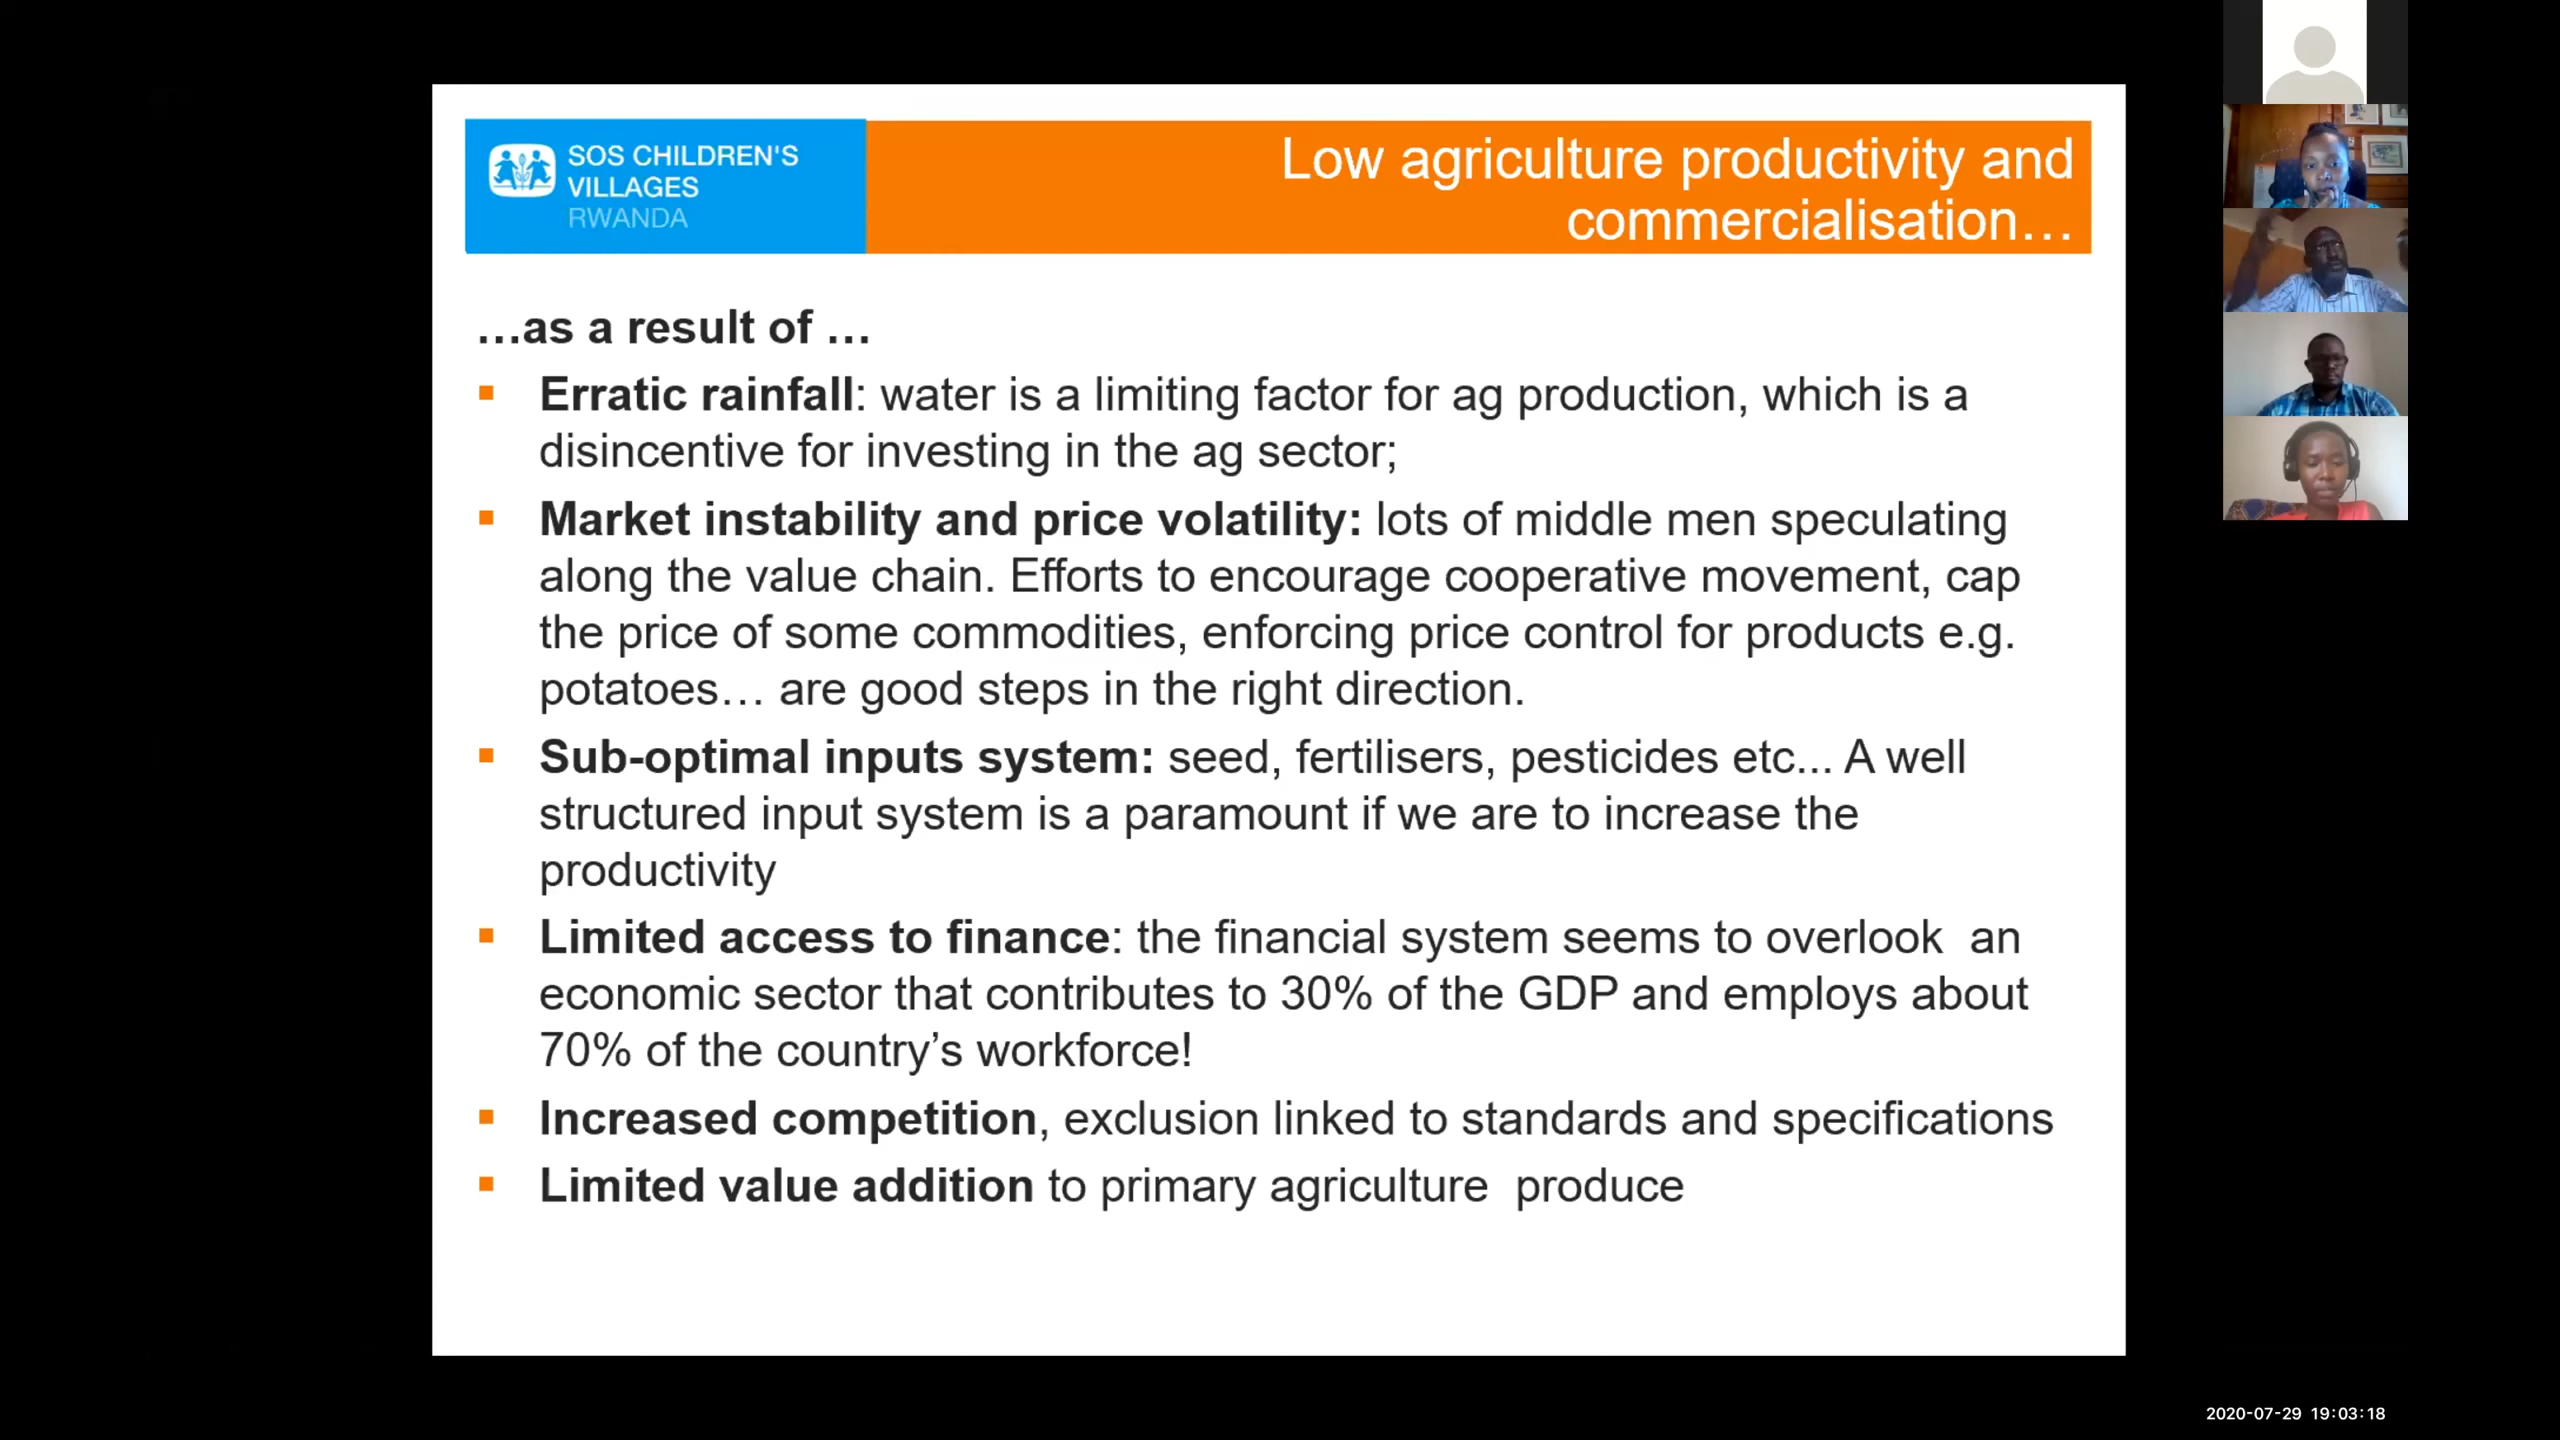 SOS CHILDREN'S
VILLAGES
RWANDA
Low agriculture productivity and
commercialisation…
…as a result of …
▪ Erratic rainfall: water is a limiting factor for ag production, which is a
disincentive for investing in the ag sector;
▪ Market instability and price volatility: lots of middle men speculating
along the value chain. Efforts to encourage cooperative movement, cap
the price of some commodities, enforcing price control for products e.g.
potatoes… are good steps in the right direction.
▪ Sub-optimal inputs system: seed, fertilisers, pesticides etc... A well
structured input system is a paramount if we are to increase the
productivity
▪ Limited access to finance: the financial system seems to overlook  an
economic sector that contributes to 30% of the GDP and employs about
70% of the country’s workforce!
▪ Increased competition, exclusion linked to standards and specifications
▪ Limited value addition to primary agriculture  produce
2020-07-29 19:03:18